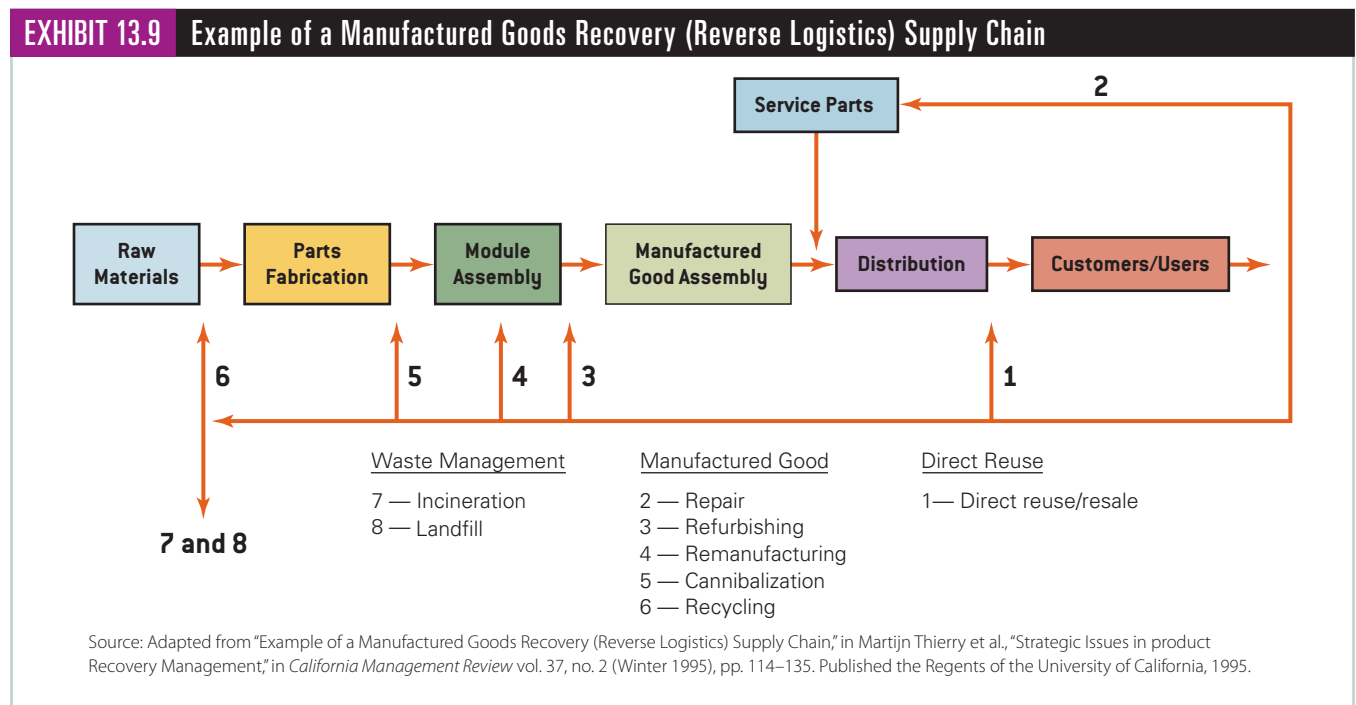 EXHIBIT 13.9 Example of a Manufactured Goods Recovery (Reverse Logistics) Supply Chain
Service Parts
2
Raw
Materials
Parts
Fabrication
Module
Assembly
Manufactured
Good Assembly
Distribution
Customers/Users
6
5
4
3
1
7 and 8
Waste Management
7 — Incineration
8 — Landfill
Manufactured Good
2 — Repair
3 — Refurbishing
4 — Remanufacturing
5 — Cannibalization
6 — Recycling
Direct Reuse
1— Direct reuse/resale
Source: Adapted from “Example of a Manufactured Goods Recovery (Reverse Logistics) Supply Chain,” in Martijn Thierry et al., “Strategic Issues in product
Recovery Management,” in California Management Review vol. 37, no. 2 (Winter 1995), pp. 114–135. Published the Regents of the University of California, 1995.